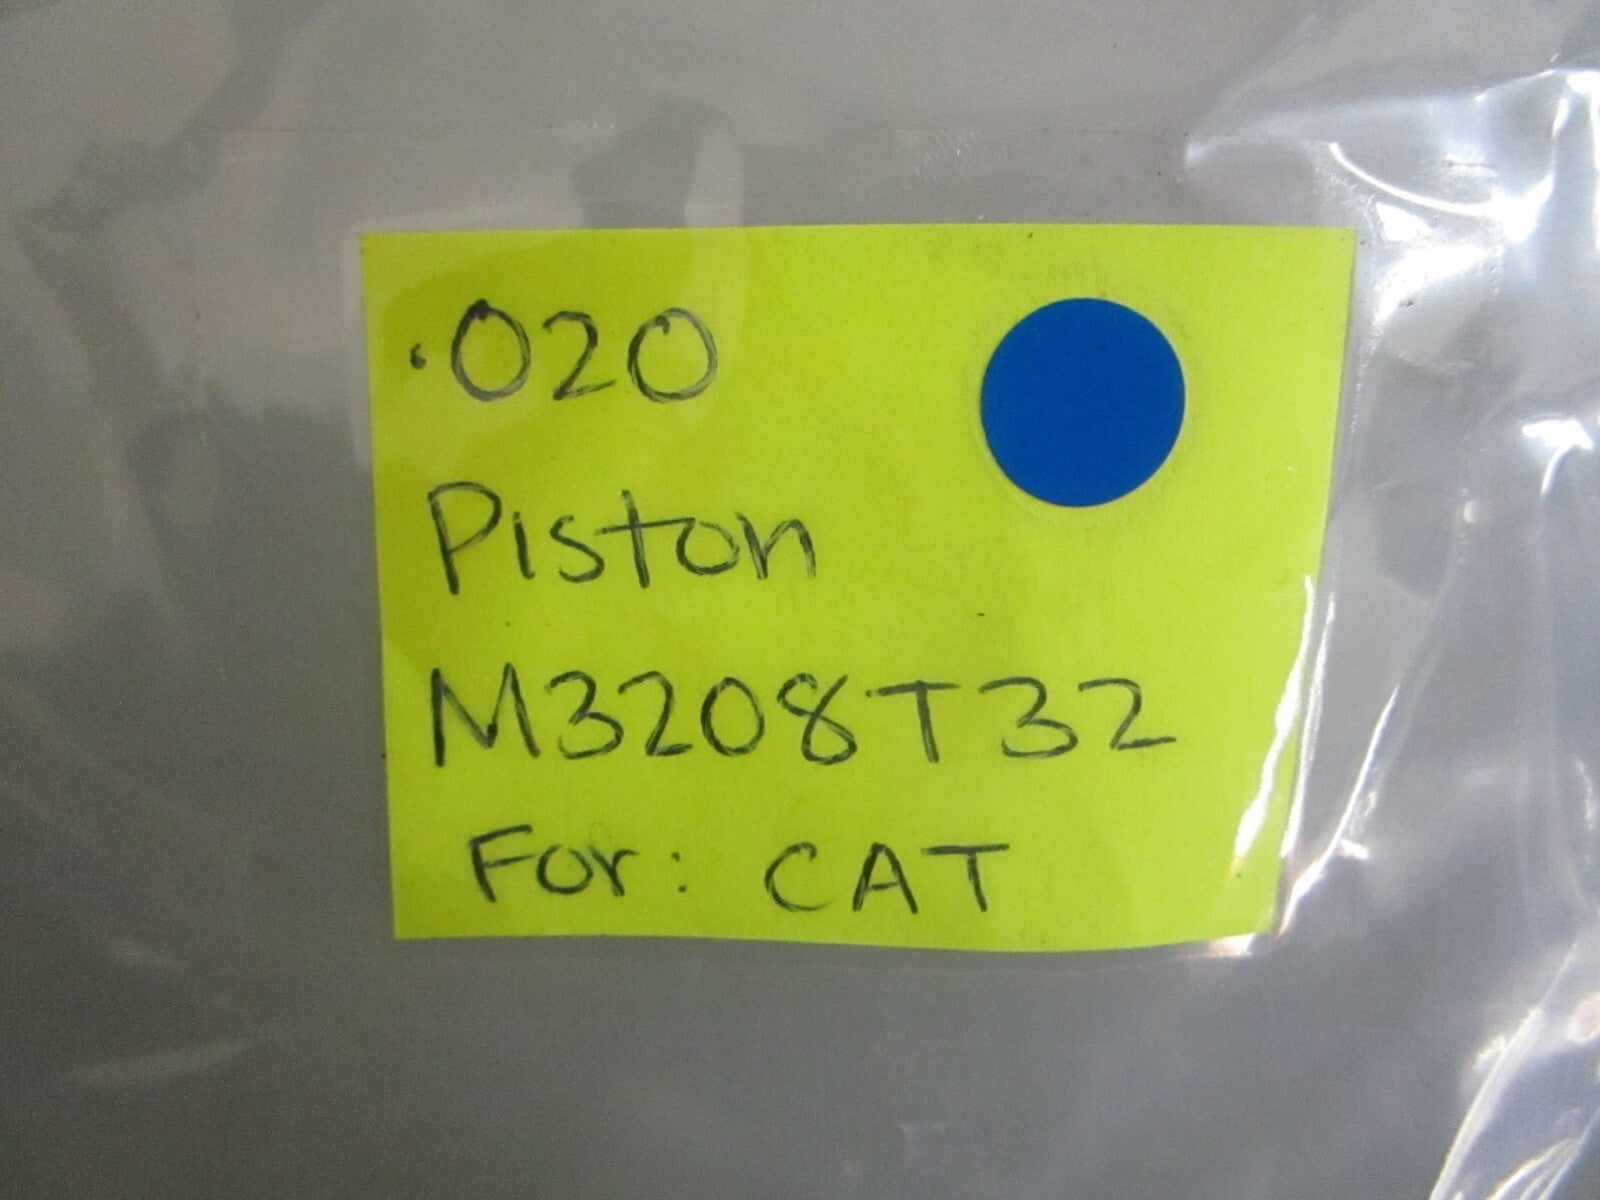 .020
Piston
M3208T32
For: CAT